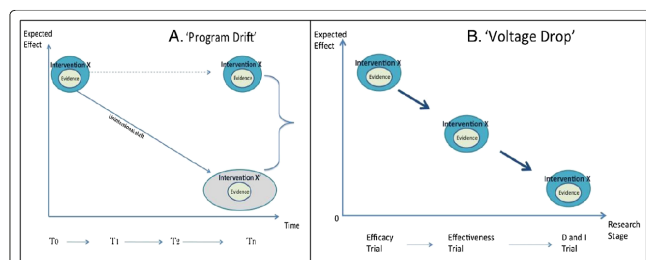 A. 'Program Drift'
Expected
Effect
Intervention X
Evidence
Intervention X
Evidence
Intervention X'
Evidence
Time
T0
T1
T2
Tn
B. 'Voltage Drop'
Expected
Effect
Intervention X
Evidence
Intervention X
Evidence
Intervention X
Evidence
0
Research
Stage
Efficacy
Trial
Effectiveness
Trial
D and I
Trial